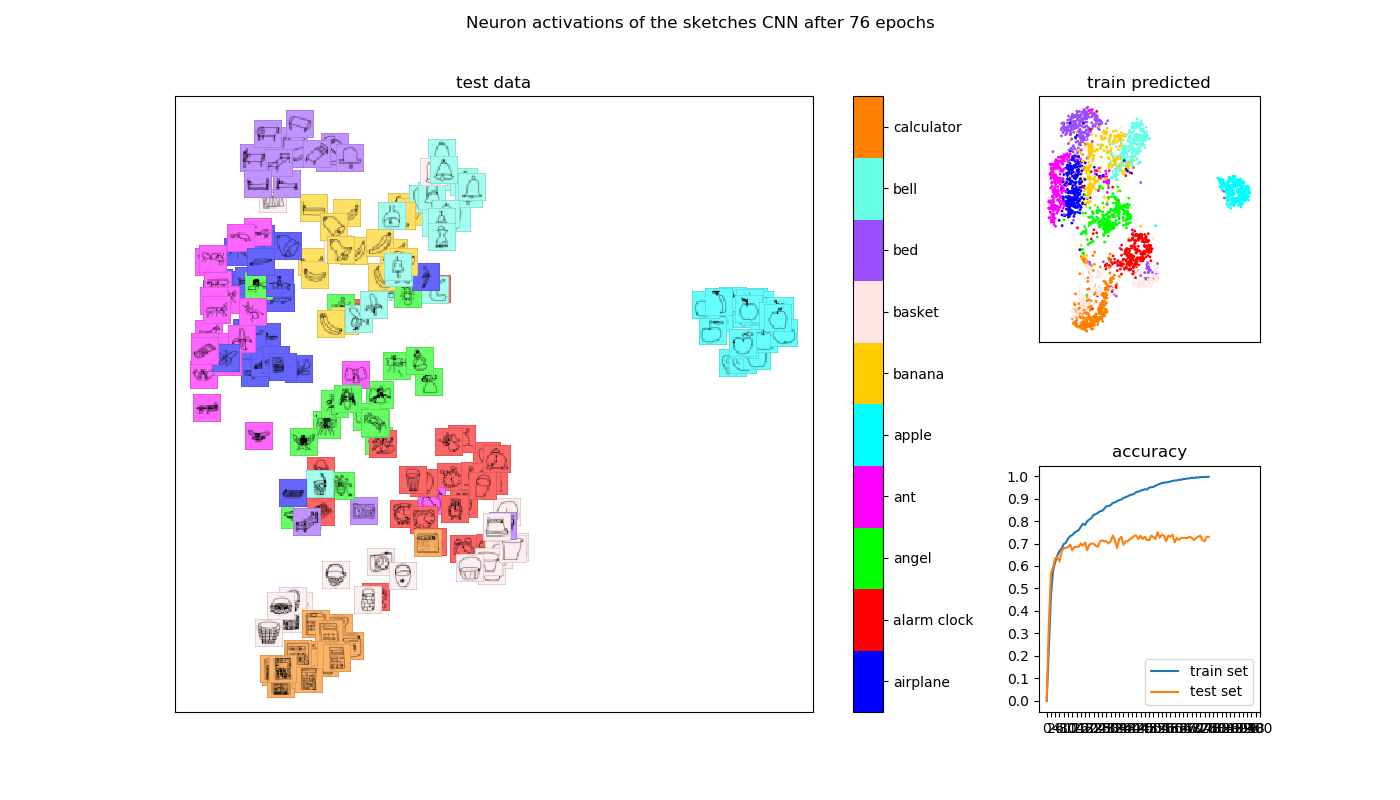 Neuron activations of the sketches CNN after 76 epochs
test data
calculator
bell
bed
basket
banana
apple
ant
angel
alarm clock
airplane
train predicted
accuracy
1.0
0.9
0.8
0.7
0.6
0.5
0.4
0.3
0.2
0.1
0.0
train set
test set